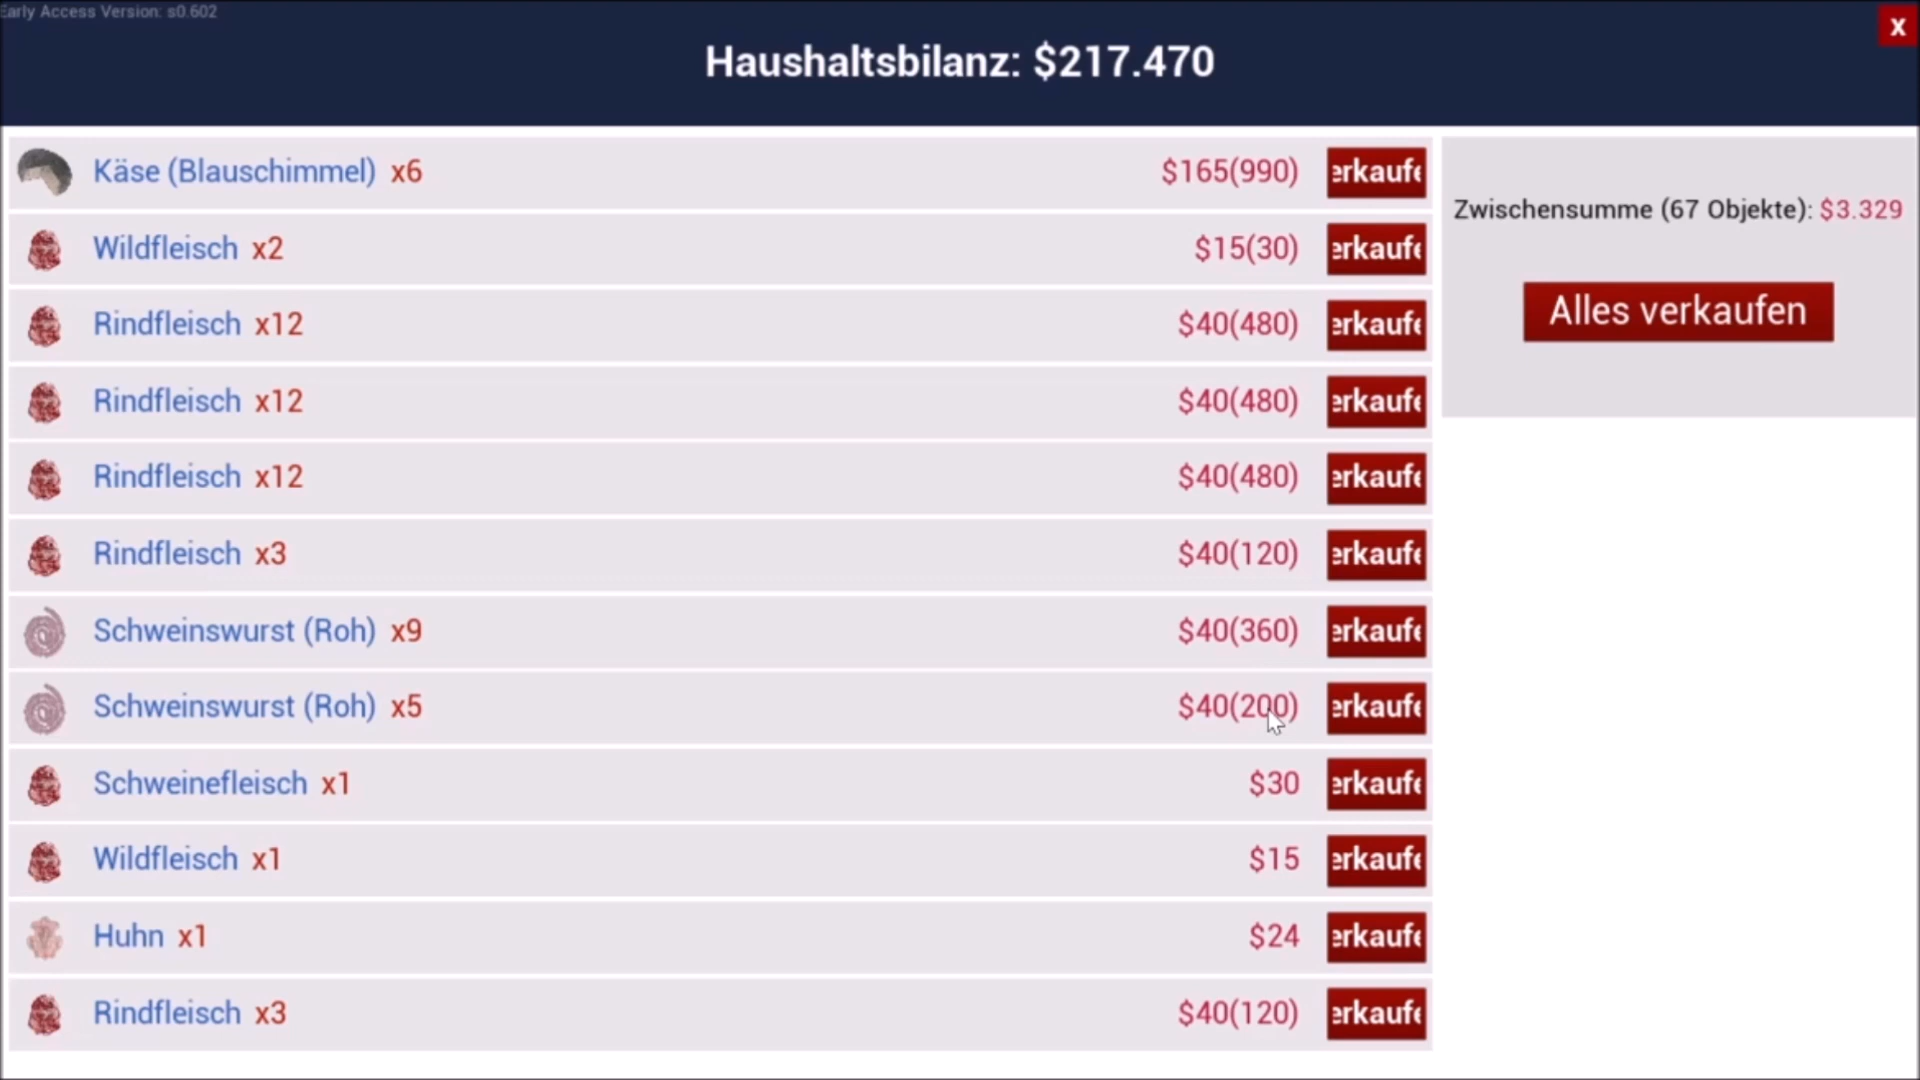 Early Access Version: s0.602
x
Haushaltsbilanz: $217.470
Käse (Blauschimmel) x6 $165(990) erkaufe
Wildfleisch x2 $15(30) erkaufe
Rindfleisch x12 $40(480) erkaufe
Rindfleisch x12 $40(480) erkaufe
Rindfleisch x12 $40(480) erkaufe
Rindfleisch x3 $40(120) erkaufe
Schweinswurst (Roh) x9 $40(360) erkaufe
Schweinswurst (Roh) x5 $40(200) erkaufe
Schweinefleisch x1 $30 erkaufe
Wildfleisch x1 $15 erkaufe
Huhn x1 $24 erkaufe
Rindfleisch x3 $40(120) erkaufe
Zwischensumme (67 Objekte): $3.329
Alles verkaufen